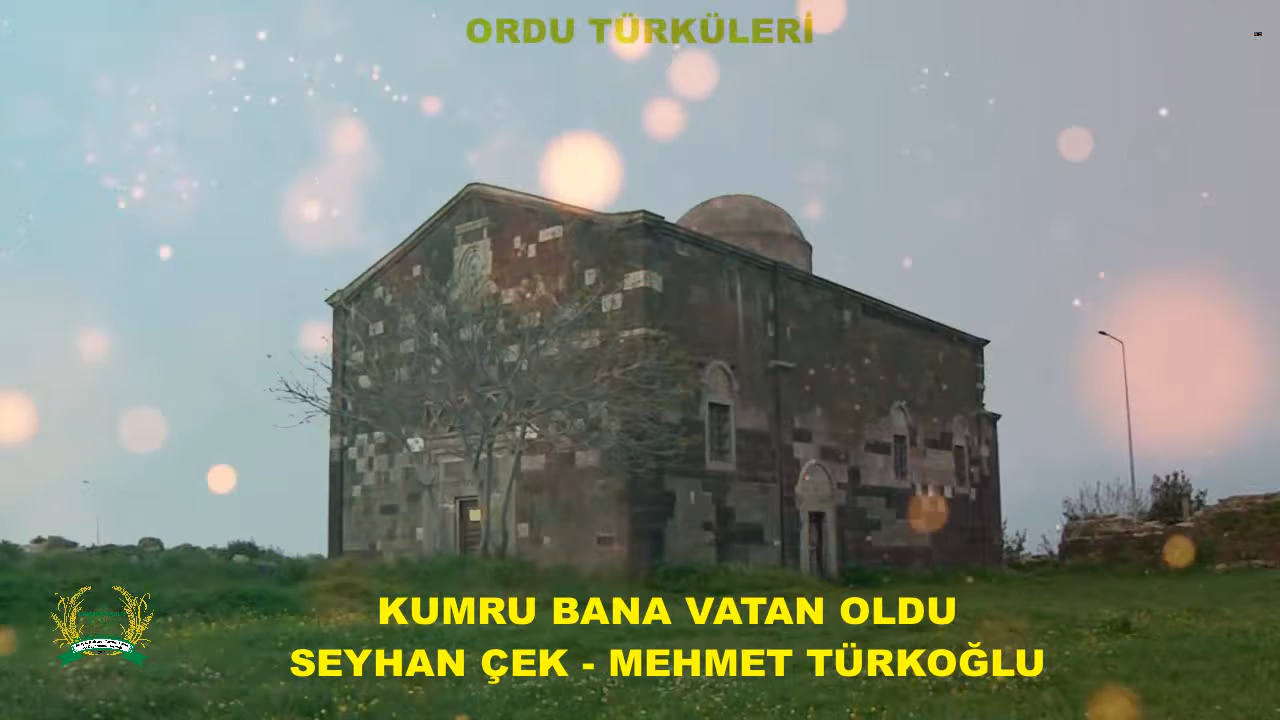 ORDU TÜRKÜLERİ
KUMRU BANA VATAN OLDU
SEYHAN ÇEK - MEHMET TÜRKOĞLU